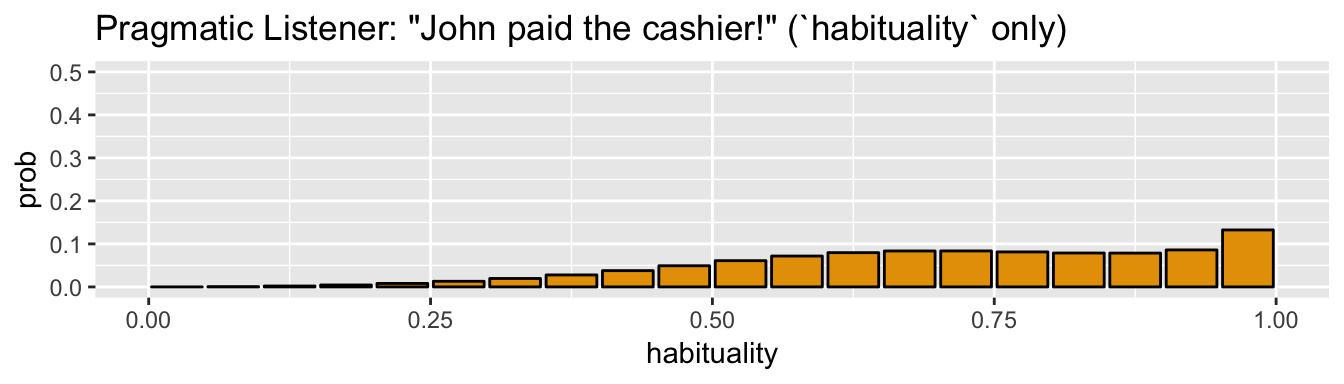 Pragmatic Listener: "John paid the cashier!" (`habituality` only)
0.5
0.4
0.3
0.2
0.1
0.0
prob
0.00 0.25 0.50 0.75 1.00
habituality